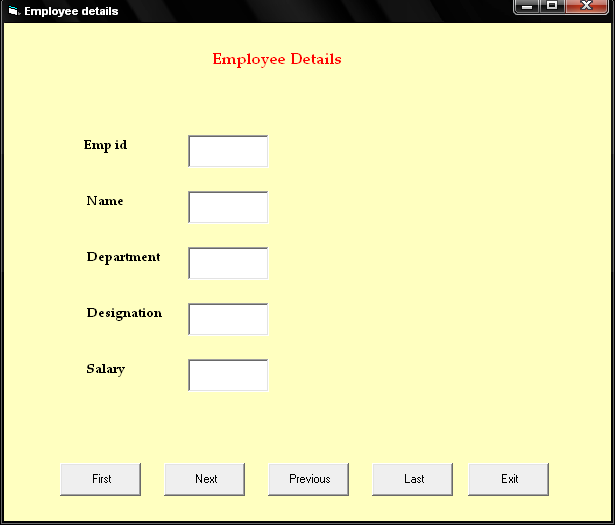 Employee details
Employee Details
Emp id
Name
Department
Designation
Salary
First Next Previous Last Exit